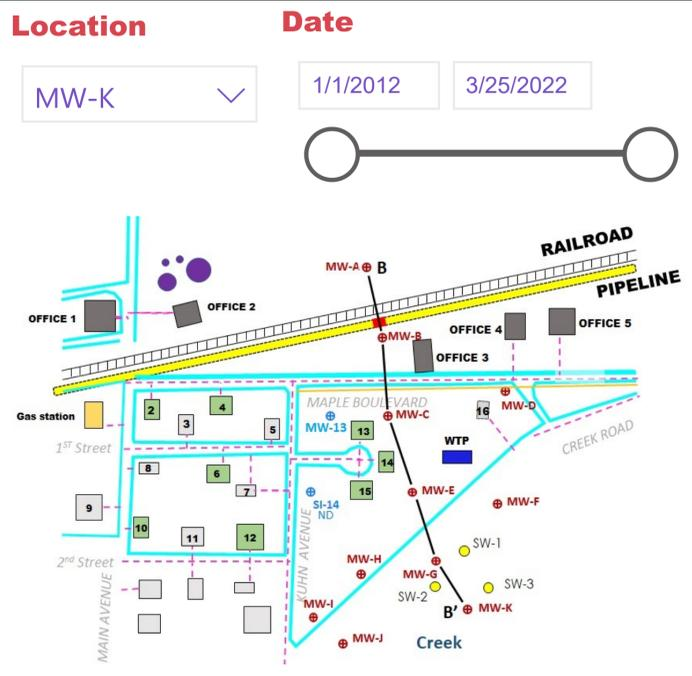 Location
Date
MW-K
1/1/2012
3/25/2022
RAILROAD
MW-A
B
PIPELINE
OFFICE 1
OFFICE 2
MW-B
OFFICE 4
OFFICE 5
OFFICE 3
Gas station
2
4
3
5
MAPLE BOULEVARD
MW-13
MW-C
16
MW-D
CREEK ROAD
1ST Street
13
WTP
8
6
7
14
15
MW-E
MW-F
9
SI-14
ND
10
11
12
KUHN AVENUE
SW-1
2nd Street
MW-H
MW-G
SW-2
SW-3
MAIN AVENUE
MW-I
B'
MW-K
MW-J
Creek